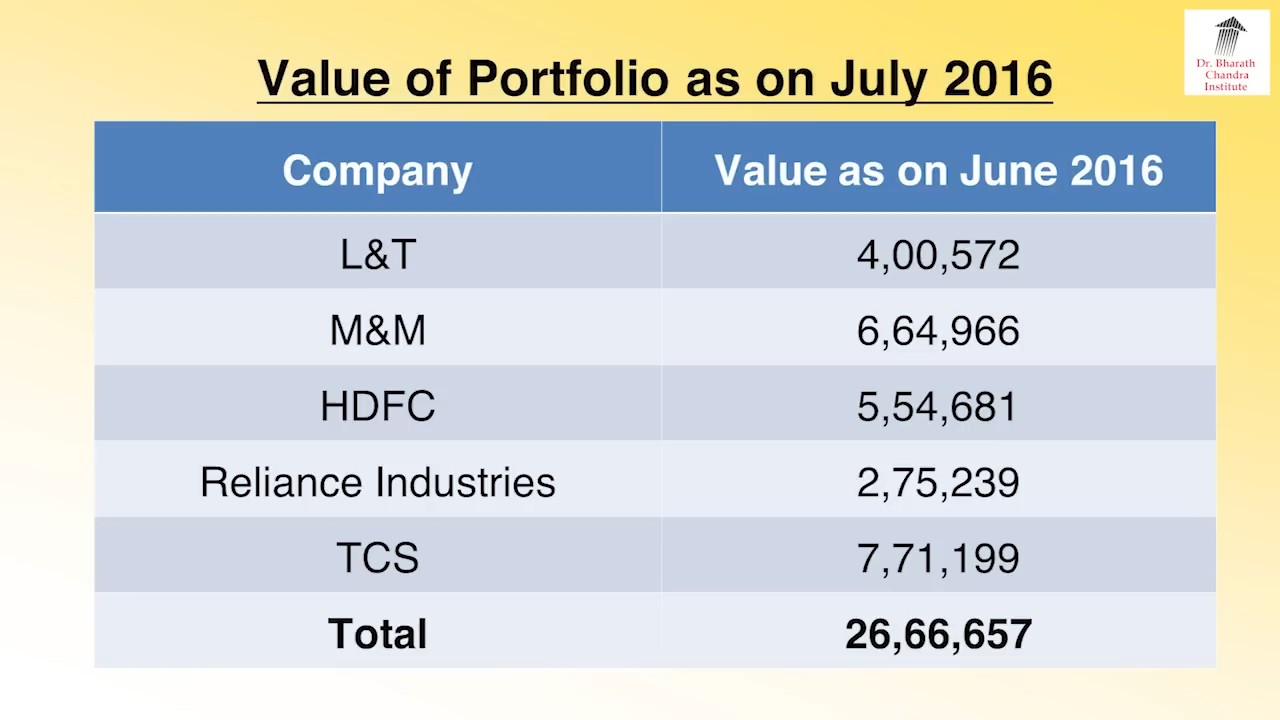 Dr. Bharath
Chandra
Institute
Value of Portfolio as on July 2016
Company Value as on June 2016
L&T 4,00,572
M&M 6,64,966
HDFC 5,54,681
Reliance Industries 2,75,239
TCS 7,71,199
Total 26,66,657